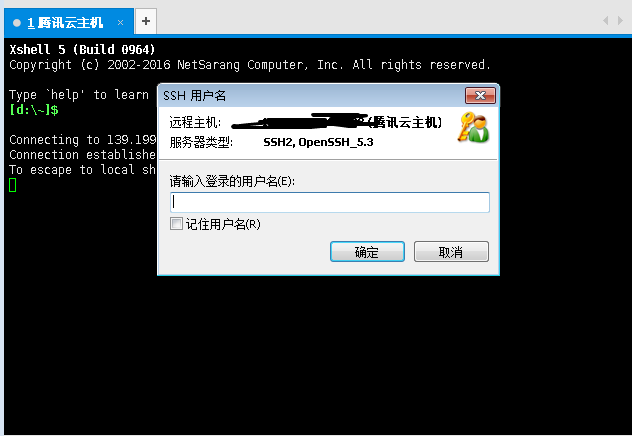 1 腾讯云主机 × +
Xshell 5 (Build 0964)
Copyright (c) 2002-2016 NetSarang Computer, Inc. All rights reserved.
Type `help' to learn
[d:\~]$
Connecting to 139.199
Connection establishe
To escape to local sh
SSH 用户名
远程主机: (腾讯云主机)
服务器类型: SSH2, OpenSSH_5.3
请输入登录的用户名(E):
记住用户名(R)
确定 取消